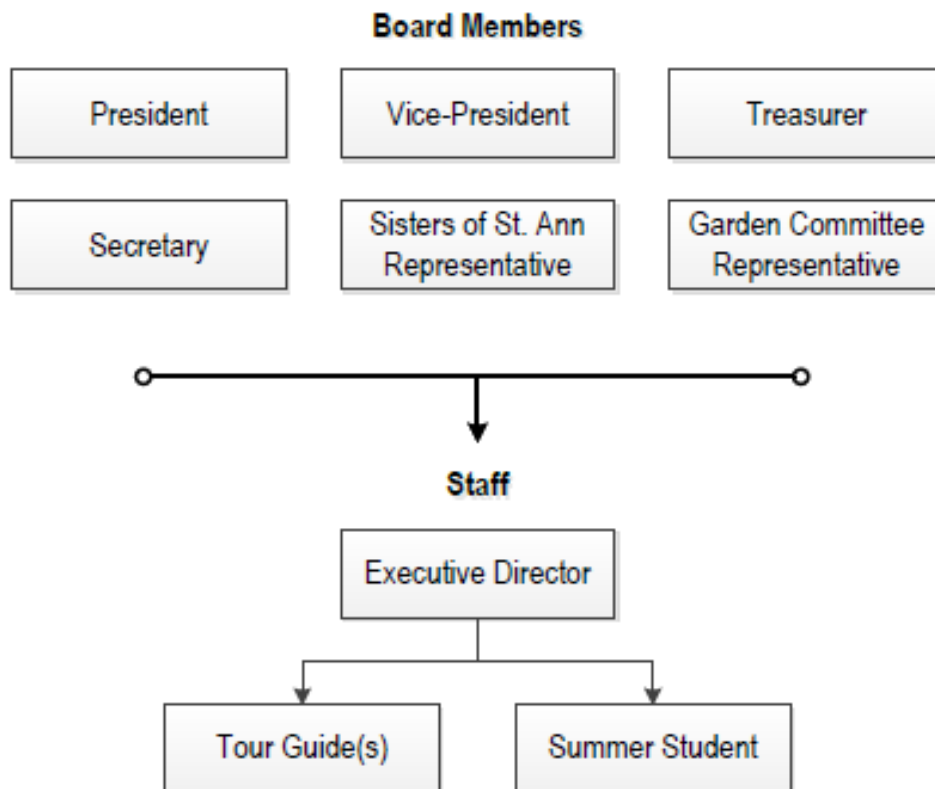 Board Members
President
Vice-President
Treasurer
Secretary
Sisters of St. Ann
Representative
Garden Committee
Representative
Staff
Executive Director
Tour Guide(s)
Summer Student